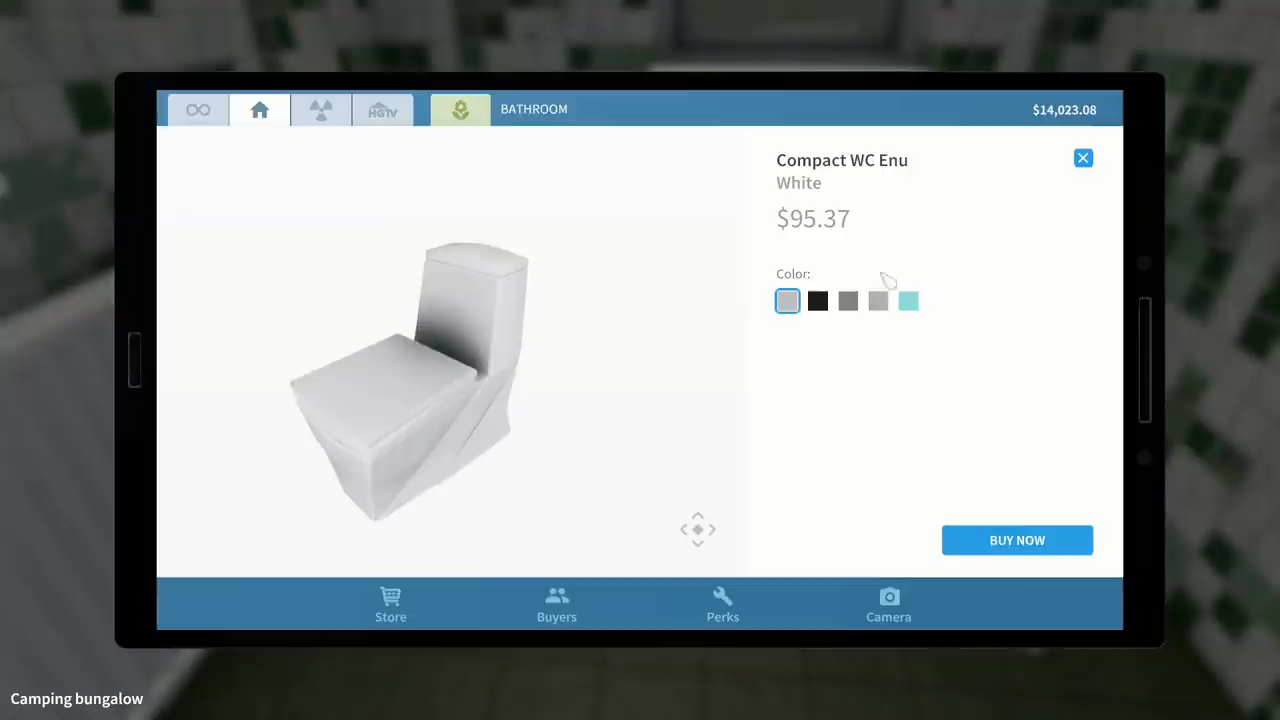 HGTV
BATHROOM
$14,023.08
Compact WC Enu
White
$95.37
Color:
BUY NOW
Store
Buyers
Perks
Camera
Camping bungalow